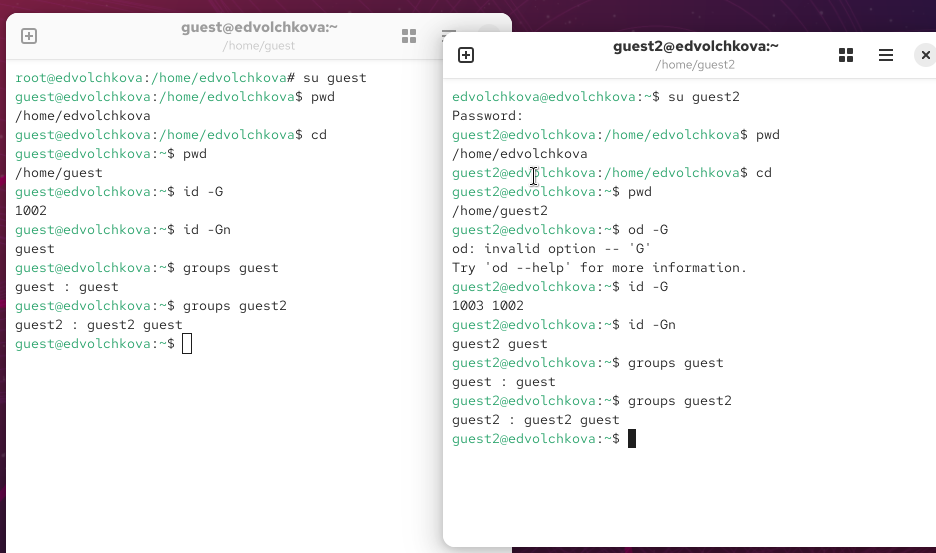 guest@edvolchkova:~
/home/guest
root@edvolchkova:/home/edvolchkova# su guest
guest@edvolchkova:/home/edvolchkova$ pwd
/home/edvolchkova
guest@edvolchkova:/home/edvolchkova$ cd
guest@edvolchkova:~$ pwd
/home/guest
guest@edvolchkova:~$ id -G
1002
guest@edvolchkova:~$ id -Gn
guest
guest@edvolchkova:~$ groups guest
guest : guest
guest@edvolchkova:~$ groups guest2
guest2 : guest2 guest
guest@edvolchkova:~$
guest2@edvolchkova:~
/home/guest2
edvolchkova@edvolchkova:~$ su guest2
Password:
guest2@edvolchkova:/home/edvolchkova$ pwd
/home/edvolchkova
guest2@edvolchkova:/home/edvolchkova$ cd
guest2@edvolchkova:~$ pwd
/home/guest2
guest2@edvolchkova:~$ od -G
od: invalid option -- 'G'
Try 'od --help' for more information.
guest2@edvolchkova:~$ id -G
1003 1002
guest2@edvolchkova:~$ id -Gn
guest2 guest
guest2@edvolchkova:~$ groups guest
guest : guest
guest2@edvolchkova:~$ groups guest2
guest2 : guest2 guest
guest2@edvolchkova:~$